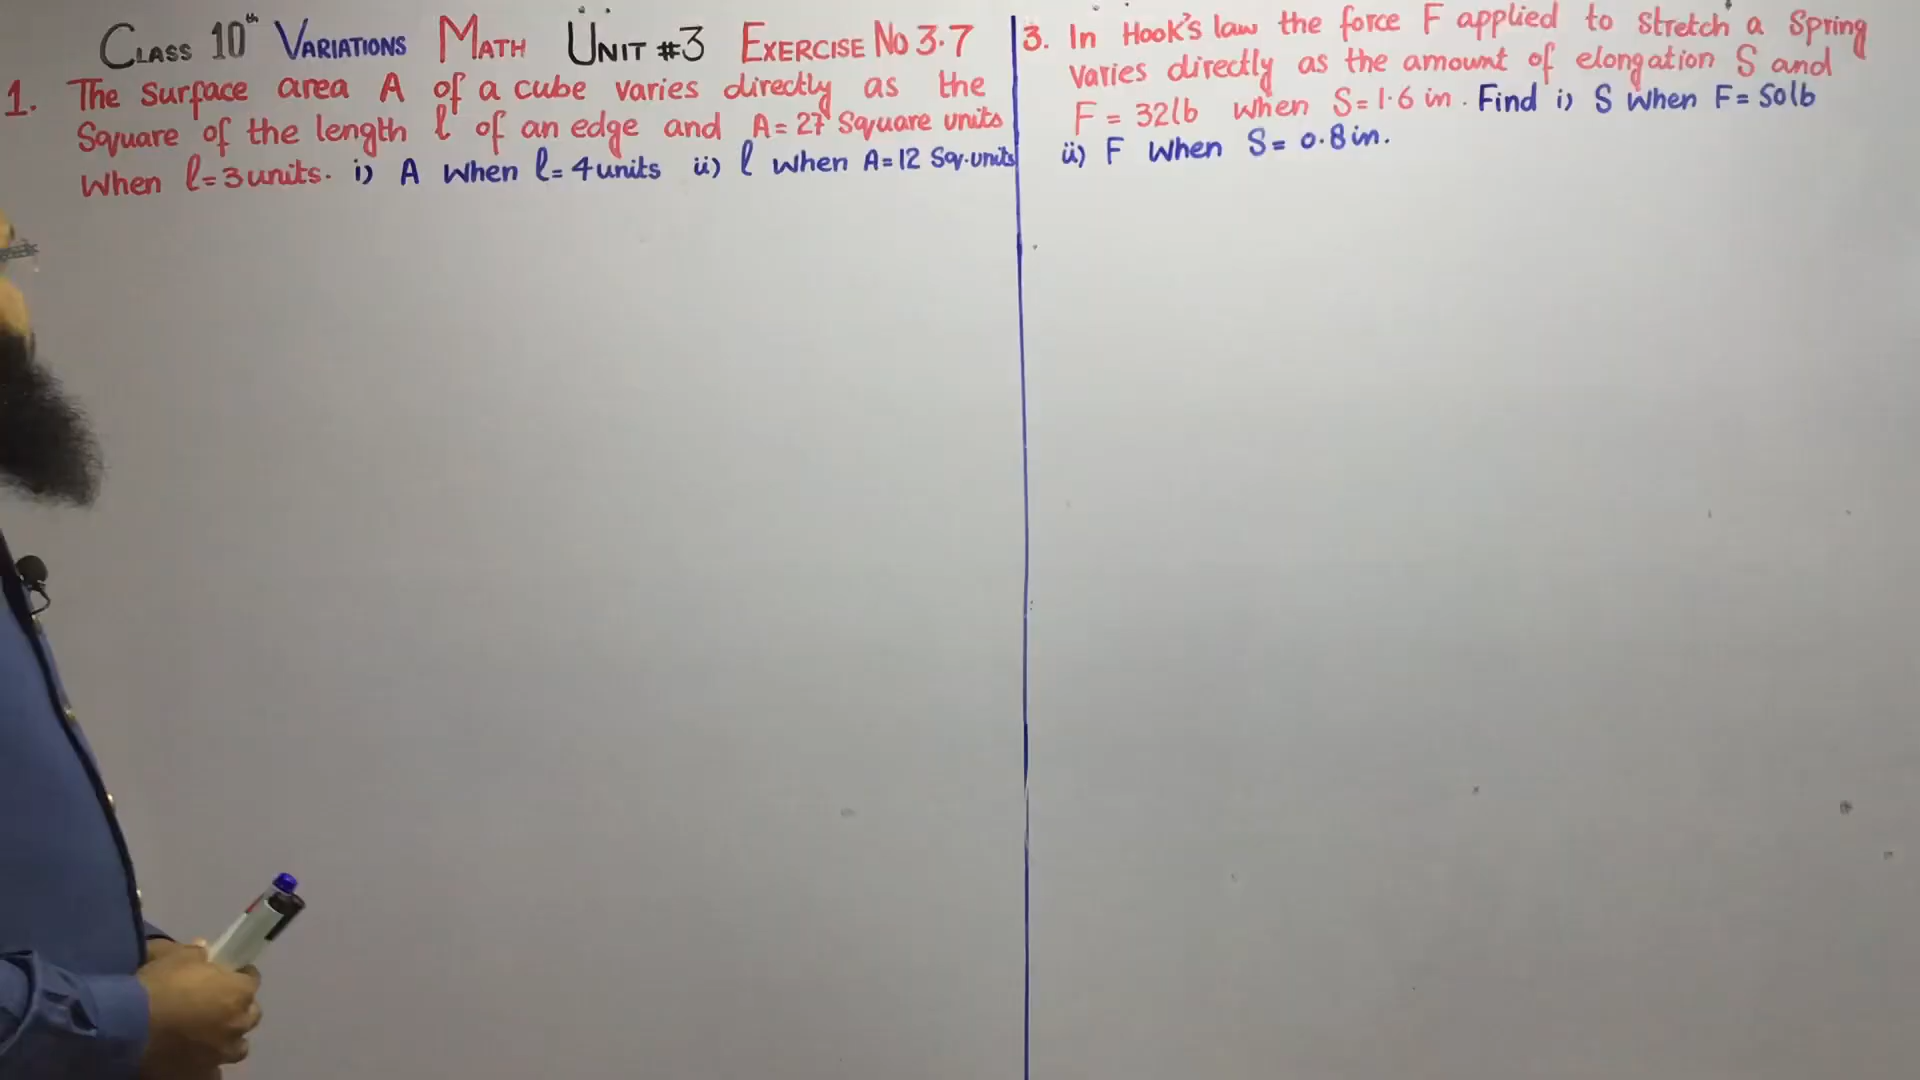 CLASS 10th VARIATIONS MATH UNIT #3 EXERCISE NO 3.7
1. The surface area A of a cube varies directly as the
Square of the length l of an edge and A = 27 Square units
When l = 3 units. i) A when l = 4 units ii) l when A = 12 Sq. units
3. In Hook's law the force F applied to stretch a Spring
varies directly as the amount of elongation S and
F = 32lb when S = 1.6 in. Find i) S when F = 50lb
ii) F when S = 0.8 in.